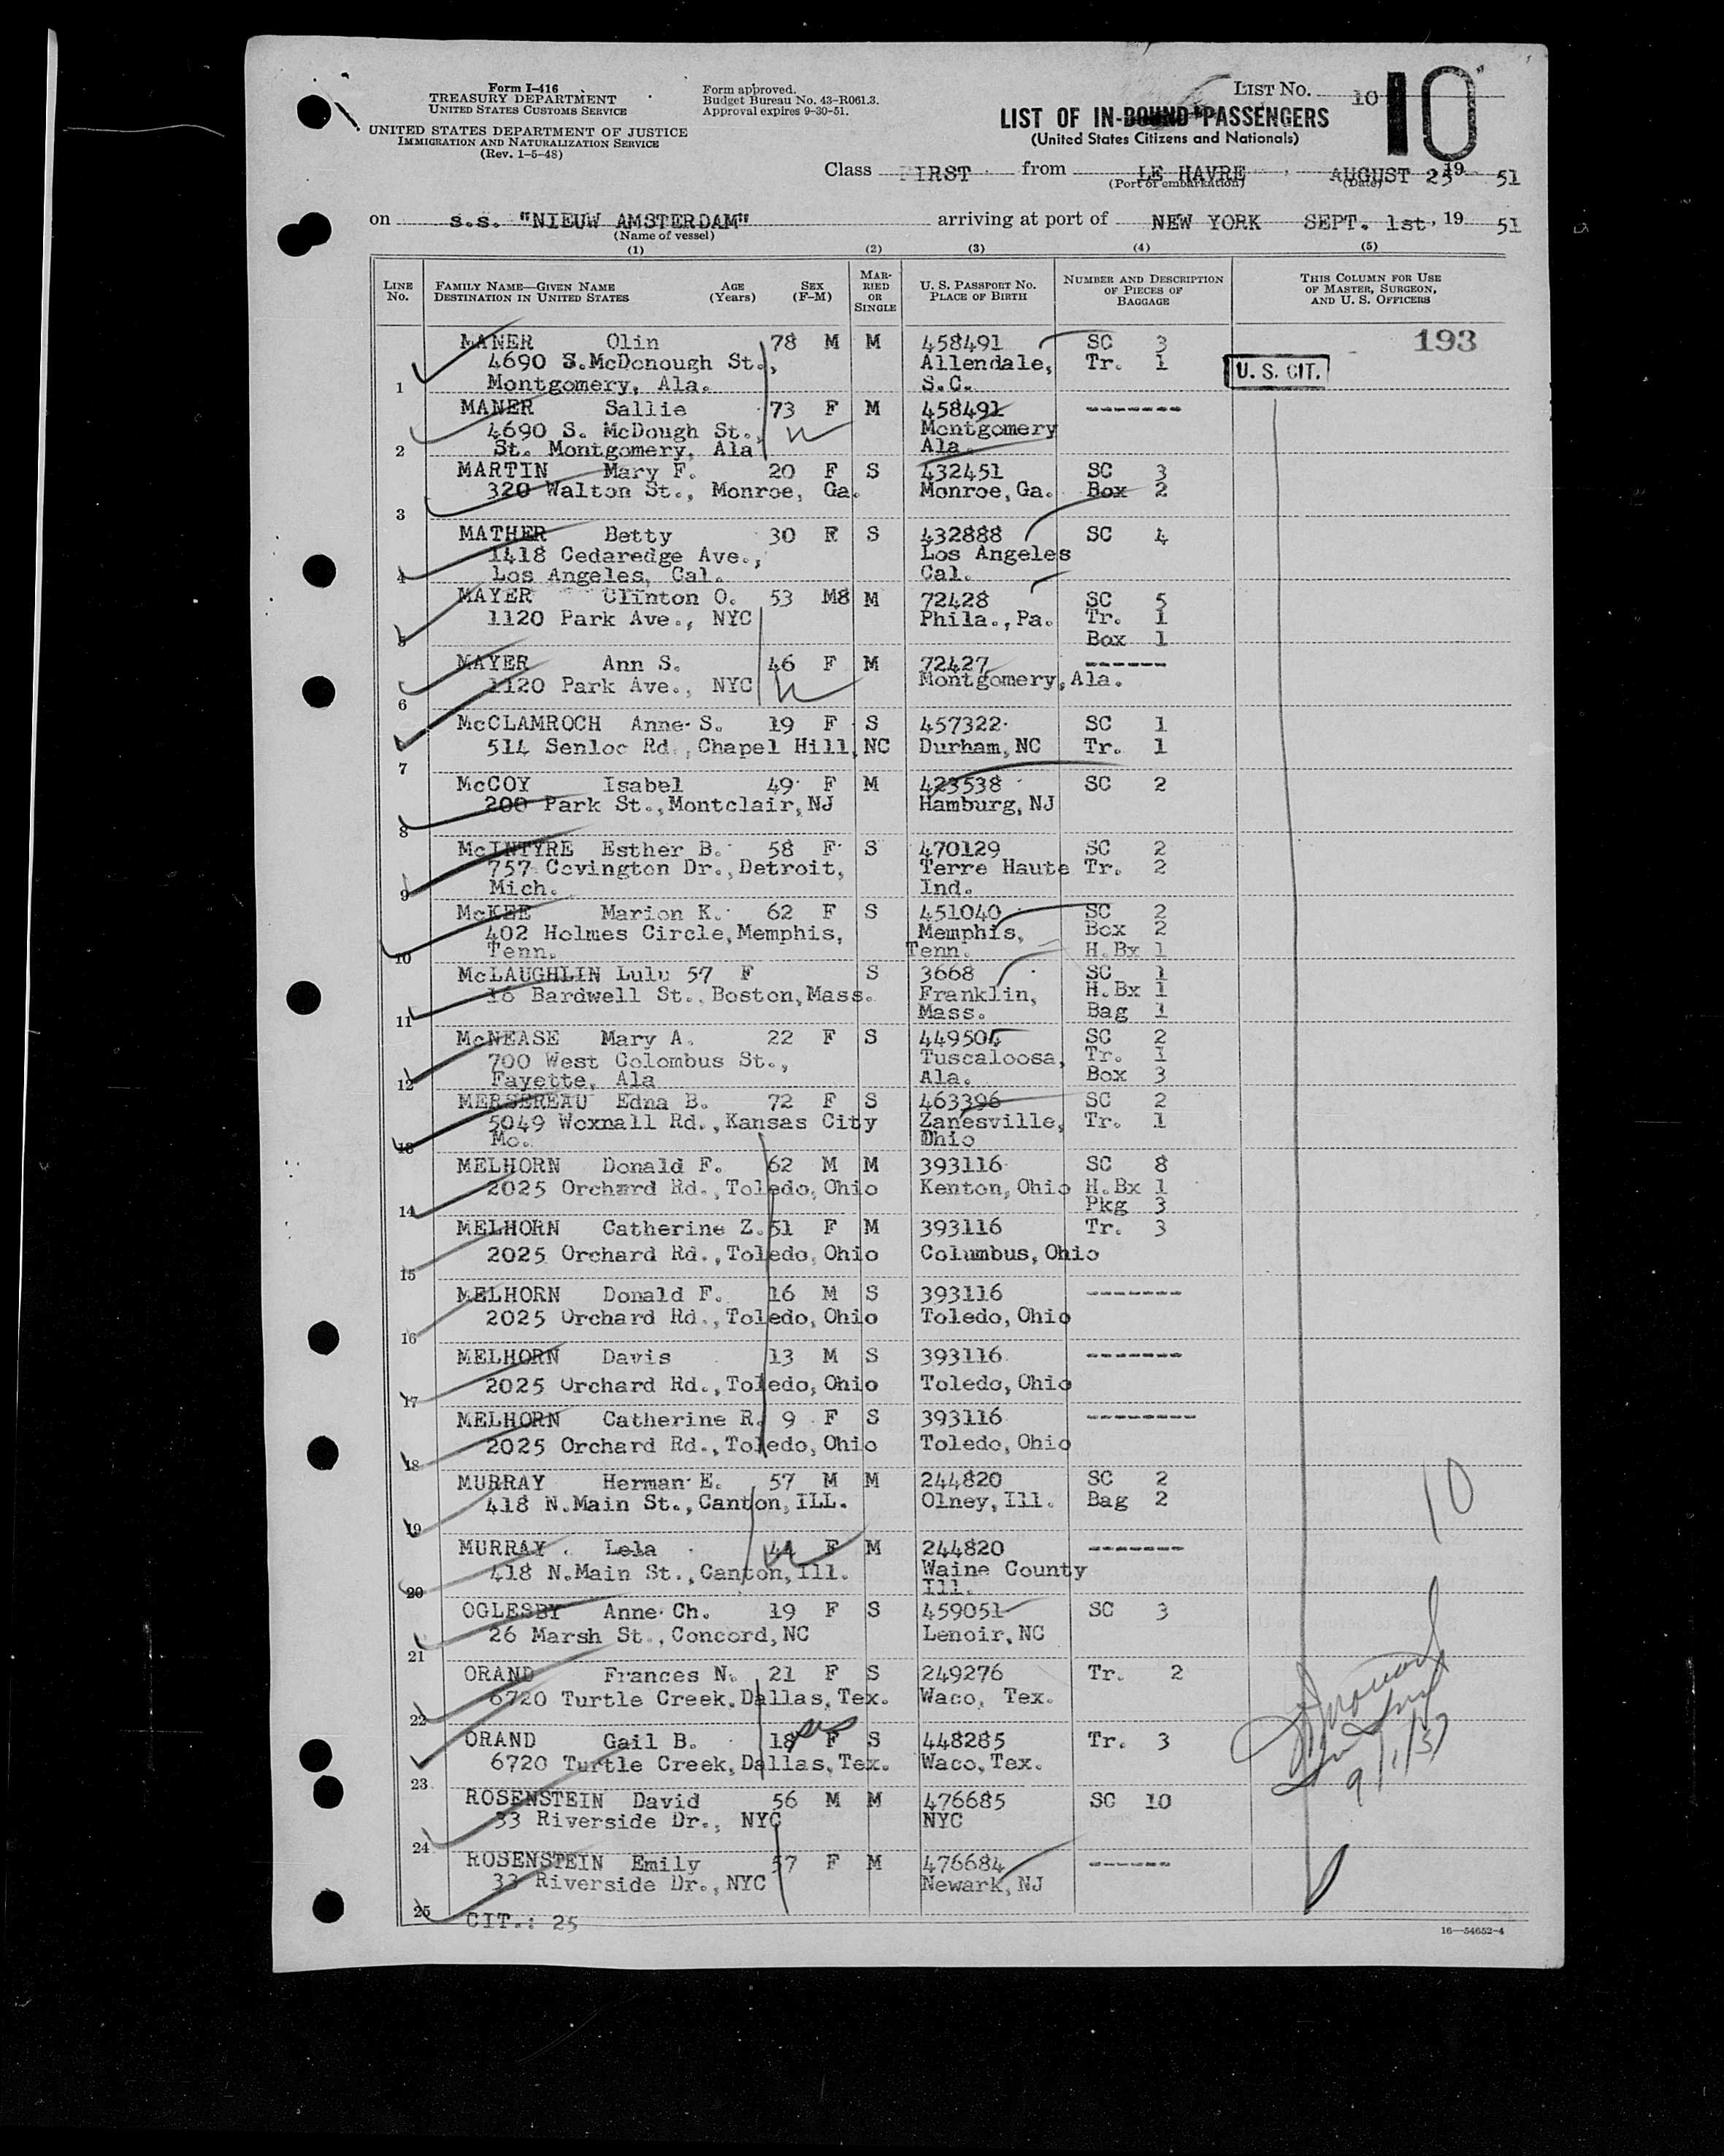 Form I-416
TREASURY DEPARTMENT
UNITED STATES CUSTOMS SERVICE
UNITED STATES DEPARTMENT OF JUSTICE
IMMIGRATION AND NATURALIZATION SERVICE
(Rev. 1-5-48)
Form approved.
Budget Bureau No. 43-R061.3.
Approval expires 9-30-51.
LIST NO. 10 10
LIST OF IN-BOUND PASSENGERS
(United States Citizens and Nationals)
Class FIRST from LE HAVRE, AUGUST 25 19 51
(Port of embarkation) (Date)
on s.s. "NIEUW AMSTERDAM" arriving at port of NEW YORK SEPT. 1st, 19 51
(Name of vessel)
(1) (2) (3) (4) (5)
LINE No. FAMILY NAME—GIVEN NAME DESTINATION IN UNITED STATES AGE (Years) SEX (F-M) MARRIED OR SINGLE U. S. PASSPORT No. PLACE OF BIRTH NUMBER AND DESCRIPTION OF PIECES OF BAGGAGE THIS COLUMN FOR USE OF MASTER, SURGEON, AND U. S. OFFICERS
MANER Olin 78 M M 458491 SC 3 193
4690 S.McDonough St., Allendale, Tr. 1 U. S. CIT.
1 Montgomery, Ala. S.C.
MANER Sallie 73 F M 458491 -------
4690 S. McDough St., Montgomery
2 St. Montgomery, Ala Ala.
MARTIN Mary F. 20 F S 432451 SC 3
320 Walton St., Monroe, Ga. Monroe, Ga. Box 2
3
MATHER Betty 30 F S 432888 SC 4
1418 Cedaredge Ave., Los Angeles
4 Los Angeles, Cal. Cal.
MAYER Clinton O. 53 M8 M 72428 SC 5
1120 Park Ave., NYC Phila., Pa. Tr. 1
5 Box 1
MAYER Ann S. 46 F M 72427 ------
1120 Park Ave., NYC Montgomery, Ala.
6
McCLAMROCH Anne S. 19 F S 457322 SC 1
514 Senloc Rd., Chapel Hill, NC Durham, NC Tr. 1
7
McCOY Isabel 49 F M 423538 SC 2
200 Park St., Montclair, NJ Hamburg, NJ
8
McINTYRE Esther B. 58 F S 470129 SC 2
757 Covington Dr., Detroit, Terre Haute Tr. 2
9 Mich. Ind.
McKEE Marion K. 62 F S 451040 SC 2
402 Holmes Circle, Memphis, Memphis, Box 2
10 Tenn. Tenn. H.Bx 1
McLAUGHLIN Lulu 57 F S 3668 SC 1
16 Bardwell St., Boston, Mass. Franklin, H.Bx 1
11 Mass. Bag 1
McNEASE Mary A. 22 F S 449504 SC 2
700 West Colombus St., Tuscaloosa, Tr. 1
12 Fayette, Ala Ala. Box 3
MERSEREAU Edna B. 72 F S 463396 SC 2
5049 Woxnall Rd., Kansas City Zanesville, Tr. 1
13 Mo. Ohio
MELHORN Donald F. 62 M M 393116 SC 8
2025 Orchard Rd., Toledo, Ohio Kenton, Ohio H.Bx 1
14 Pkg 3
MELHORN Catherine Z. 51 F M 393116 Tr. 3
2025 Orchard Rd., Toledo, Ohio Columbus, Ohio
15
MELHORN Donald F. 16 M S 393116 -------
2025 Orchard Rd., Toledo, Ohio Toledo, Ohio
16
MELHORN Davis 13 M S 393116 -------
2025 Orchard Rd., Toledo, Ohio Toledo, Ohio
17
MELHORN Catherine R. 9 F S 393116 --------
2025 Orchard Rd., Toledo, Ohio Toledo, Ohio
18
MURRAY Herman E. 57 M M 244820 SC 2
418 N.Main St., Canton, ILL. Olney, Ill. Bag 2 10
19
MURRAY Lela 44 F M 244820 -------
418 N.Main St., Canton, Ill. Waine County
20 Ill.
OGLESBY Anne Ch. 19 F S 459051 SC 3
26 Marsh St., Concord, NC Lenoir, NC
21
ORAND Frances N. 21 F S 249276 Tr. 2
6720 Turtle Creek, Dallas, Tex. Waco, Tex.
22
ORAND Gail B. 18 F S 448285 Tr. 3
6720 Turtle Creek, Dallas, Tex. Waco, Tex.
23 9/1/51
ROSENSTEIN David 56 M M 476685 SC 10
33 Riverside Dr., NYC NYC
24
ROSENSTEIN Emily 57 F M 476684 ------
33 Riverside Dr., NYC Newark, NJ
25
CIT.: 25
16—54652-4